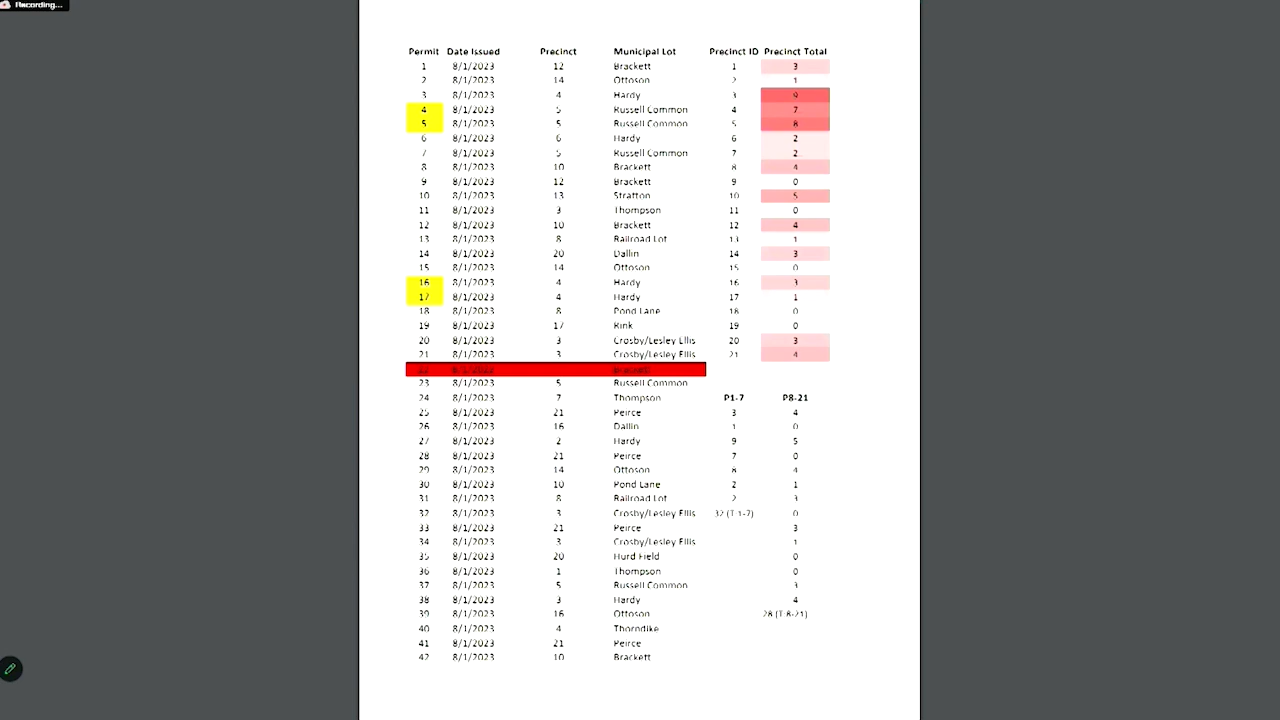 Recording...
Permit Date Issued Precinct Municipal Lot Precinct ID Precinct Total
1 8/1/2023 12 Brackett 1 3
2 8/1/2023 14 Ottoson 2 1
3 8/1/2023 4 Hardy 3 9
4 8/1/2023 5 Russell Common 4 7
5 8/1/2023 5 Russell Common 5 8
6 8/1/2023 6 Hardy 6 2
7 8/1/2023 5 Russell Common 7 2
8 8/1/2023 10 Brackett 8 4
9 8/1/2023 12 Brackett 9 0
10 8/1/2023 13 Stratton 10 5
11 8/1/2023 3 Thompson 11 0
12 8/1/2023 10 Brackett 12 4
13 8/1/2023 8 Railroad Lot 13 1
14 8/1/2023 20 Dallin 14 3
15 8/1/2023 14 Ottoson 15 0
16 8/1/2023 4 Hardy 16 3
17 8/1/2023 4 Hardy 17 1
18 8/1/2023 8 Pond Lane 18 0
19 8/1/2023 17 Rink 19 0
20 8/1/2023 3 Crosby/Lesley Ellis 20 3
21 8/1/2023 3 Crosby/Lesley Ellis 21 4
22 8/1/2023 Brackett
23 8/1/2023 5 Russell Common
24 8/1/2023 7 Thompson P1-7 P8-21
25 8/1/2023 21 Peirce 3 4
26 8/1/2023 16 Dallin 1 0
27 8/1/2023 2 Hardy 9 5
28 8/1/2023 21 Peirce 7 0
29 8/1/2023 14 Ottoson 8 4
30 8/1/2023 10 Pond Lane 2 1
31 8/1/2023 8 Railroad Lot 2 3
32 8/1/2023 3 Crosby/Lesley Ellis 32 (T:1-7) 0
33 8/1/2023 21 Peirce 3
34 8/1/2023 3 Crosby/Lesley Ellis 1
35 8/1/2023 20 Hurd Field 0
36 8/1/2023 1 Thompson 0
37 8/1/2023 5 Russell Common 3
38 8/1/2023 3 Hardy 4
39 8/1/2023 16 Ottoson 28 (T:8-21)
40 8/1/2023 4 Thorndike
41 8/1/2023 21 Peirce
42 8/1/2023 10 Brackett